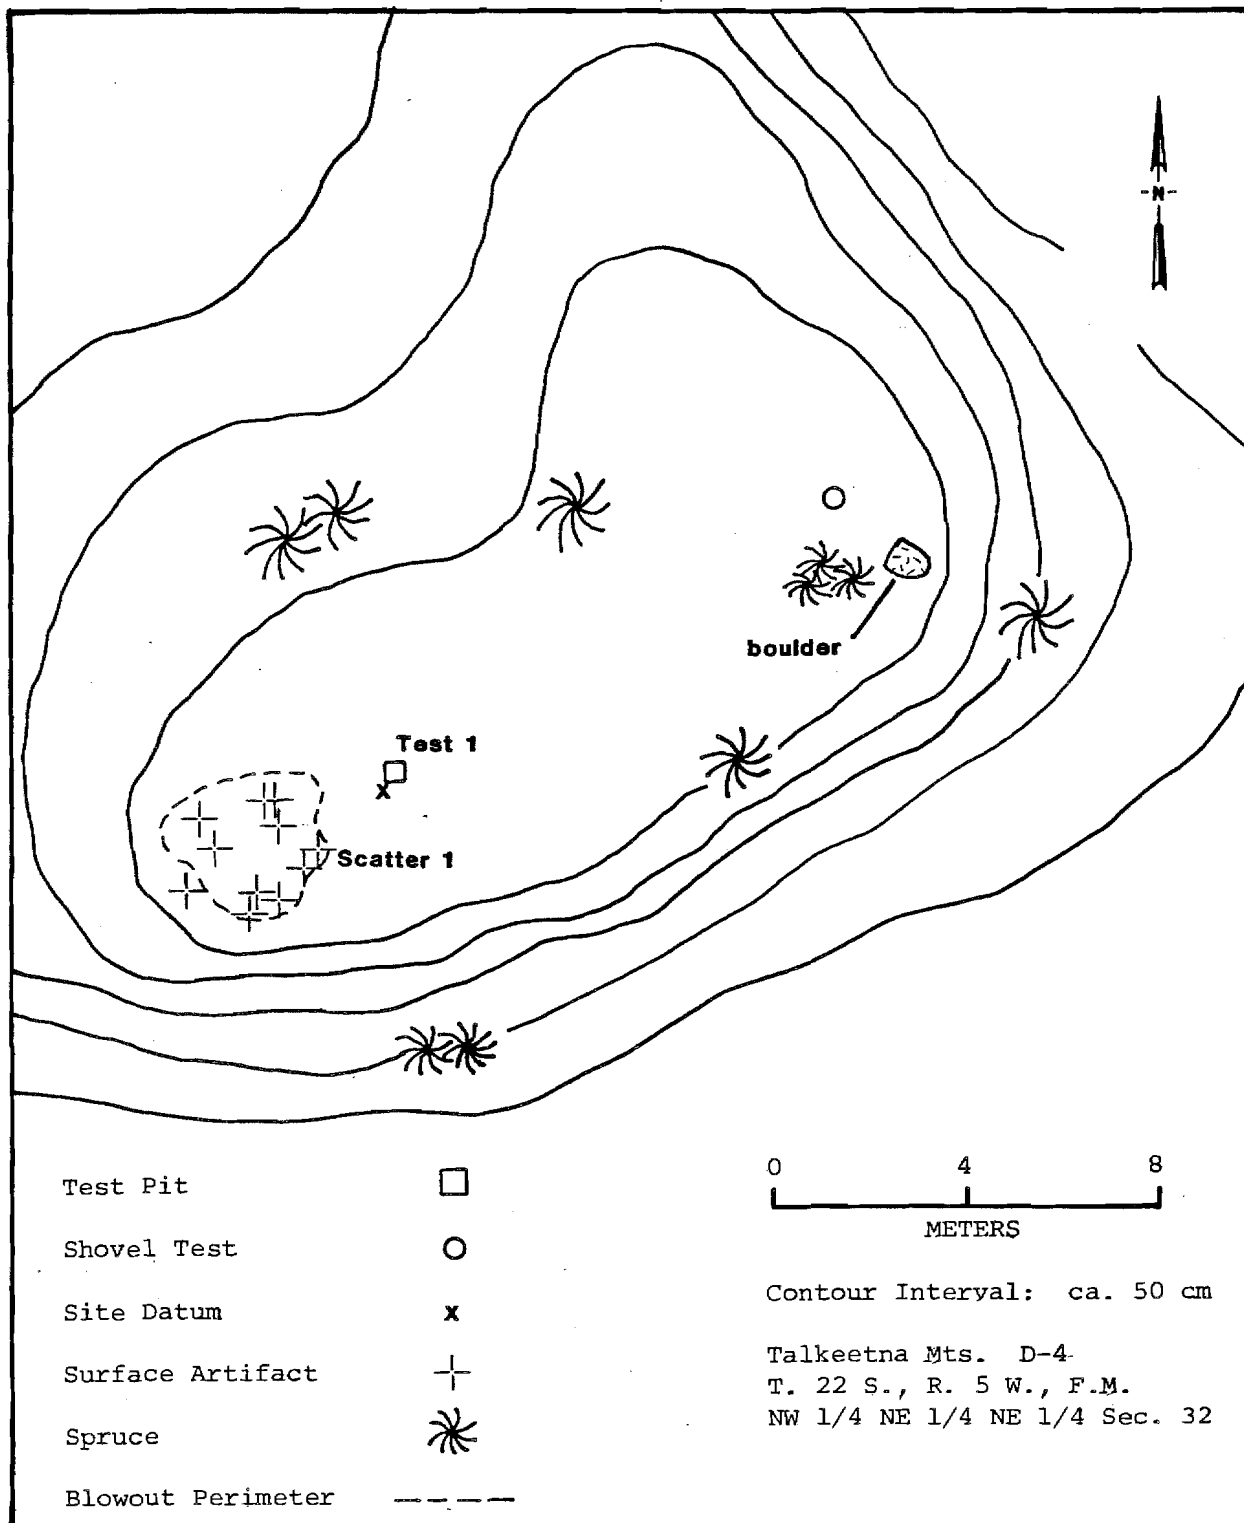 -N-
boulder
Test 1
x
Scatter 1
Test Pit
Shovel Test
Site Datum x
Surface Artifact
Spruce
Blowout Perimeter
0 4 8
METERS
Contour Interval: ca. 50 cm
Talkeetna Mts. D-4
T. 22 S., R. 5 W., F.M.
NW 1/4 NE 1/4 NE 1/4 Sec. 32